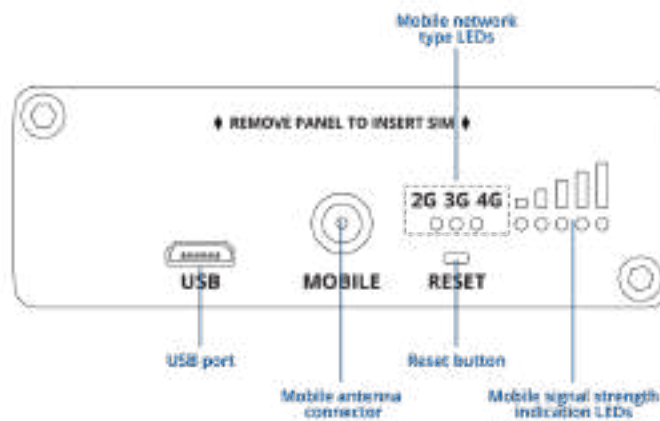 Mobile network
type LEDs
REMOVE PANEL TO INSERT SIM
2G 3G 4G
USB
MOBILE
RESET
USB port
Reset button
Mobile antenna
connector
Mobile signal strength
indication LEDs